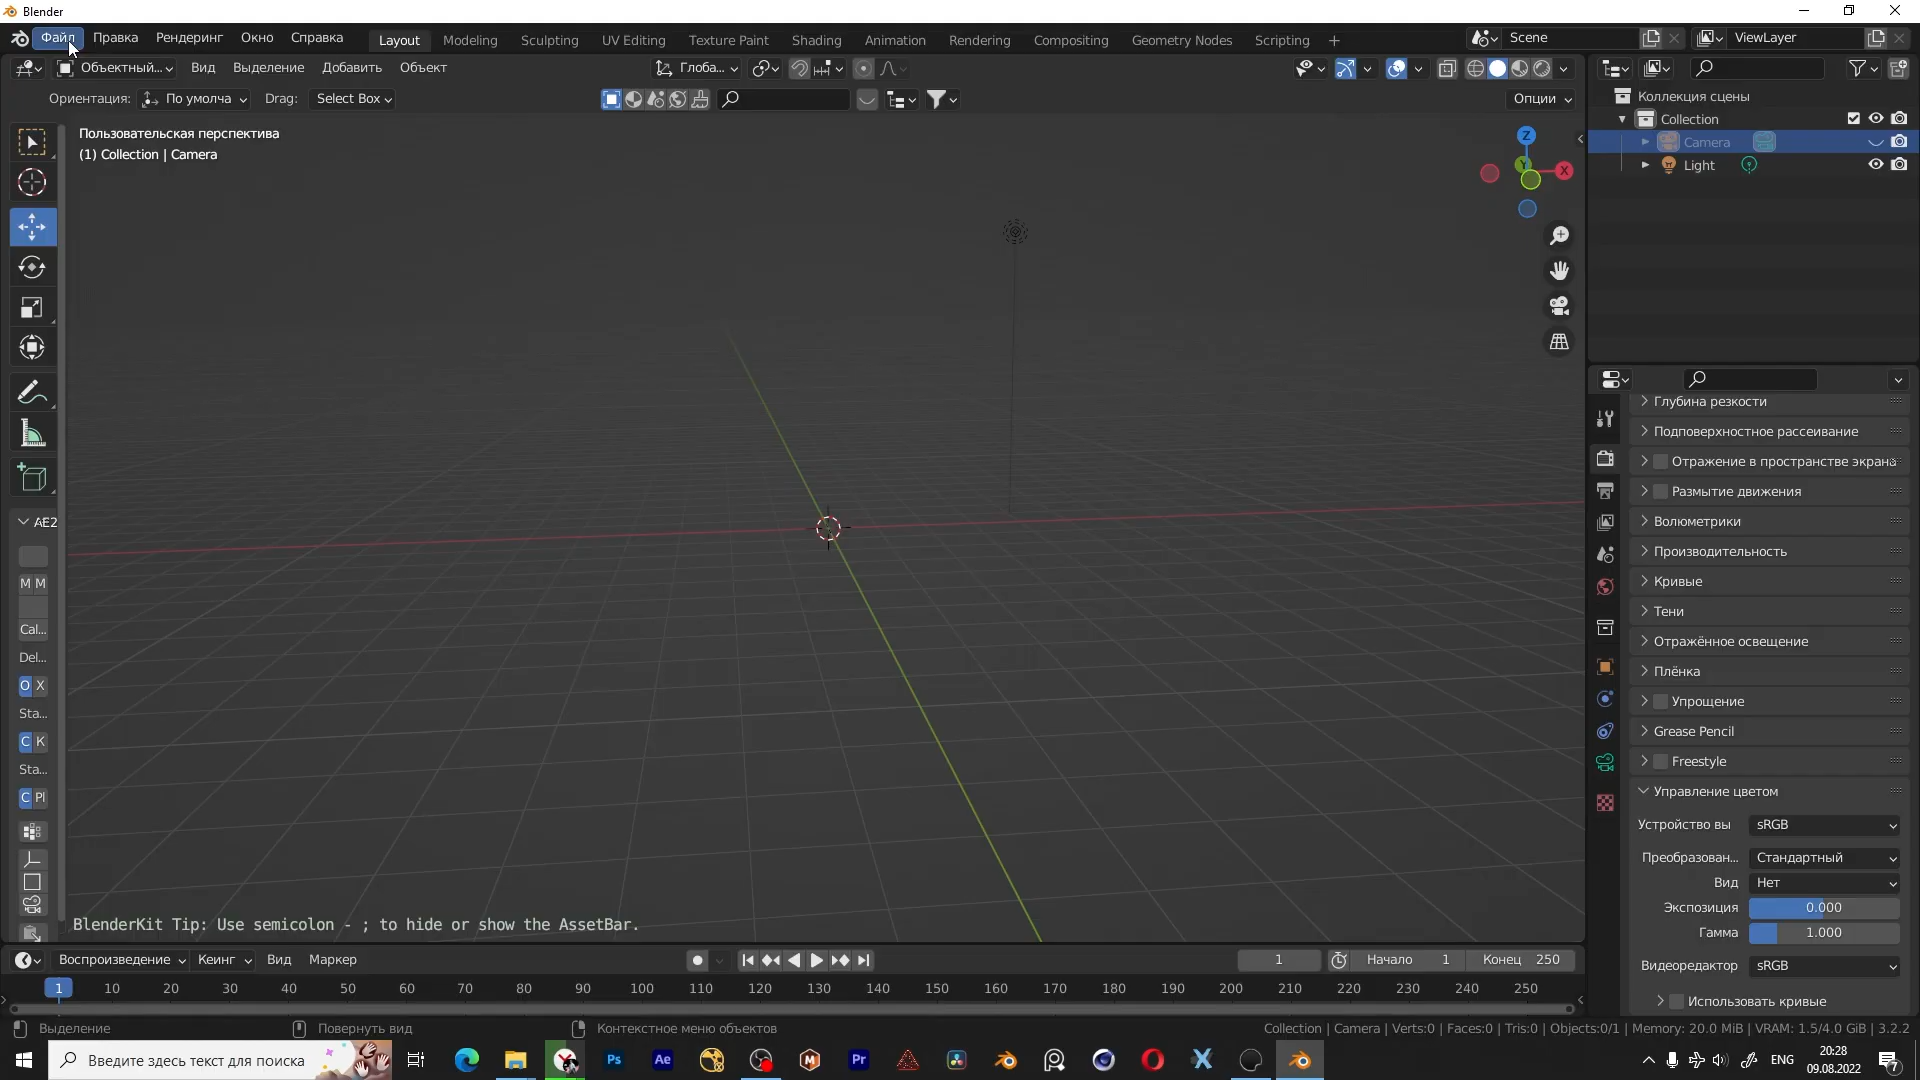 Blender
Файл Правка Рендеринг Окно Справка Layout Modeling Sculpting UV Editing Texture Paint Shading Animation Rendering Compositing Geometry Nodes Scripting + Scene ViewLayer
Объектный... Вид Выделение Добавить Объект Глоба...
Ориентация: По умолча Drag: Select Box Опции
Коллекция сцены
Collection
Camera
Light
Пользовательская перспектива
(1) Collection | Camera
Z
Y
X
AE2
M M
Cal...
Del...
O X
Sta...
C K
Sta...
C Pl
BlenderKit Tip: Use semicolon - ; to hide or show the AssetBar.
Глубина резкости
Подповерхностное рассеивание
Отражение в пространстве экрана
Размытие движения
Волюметрики
Производительность
Кривые
Тени
Отражённое освещение
Плёнка
Упрощение
Grease Pencil
Freestyle
Управление цветом
Устройство вы sRGB
Преобразован... Стандартный
Вид Нет
Экспозиция 0.000
Гамма 1.000
Видеоредактор sRGB
Использовать кривые
Воспроизведение Кеинг Вид Маркер 1 Начало 1 Конец 250
1 10 20 30 40 50 60 70 80 90 100 110 120 130 140 150 160 170 180 190 200 210 220 230 240 250
Выделение Повернуть вид Контекстное меню объектов Collection | Camera | Verts:0 | Faces:0 | Tris:0 | Objects:0/1 | Memory: 20.0 MiB | VRAM: 1.5/4.0 GiB | 3.2.2
Введите здесь текст для поиска Ps Ae Pr ENG 20:28
09.08.2022 7